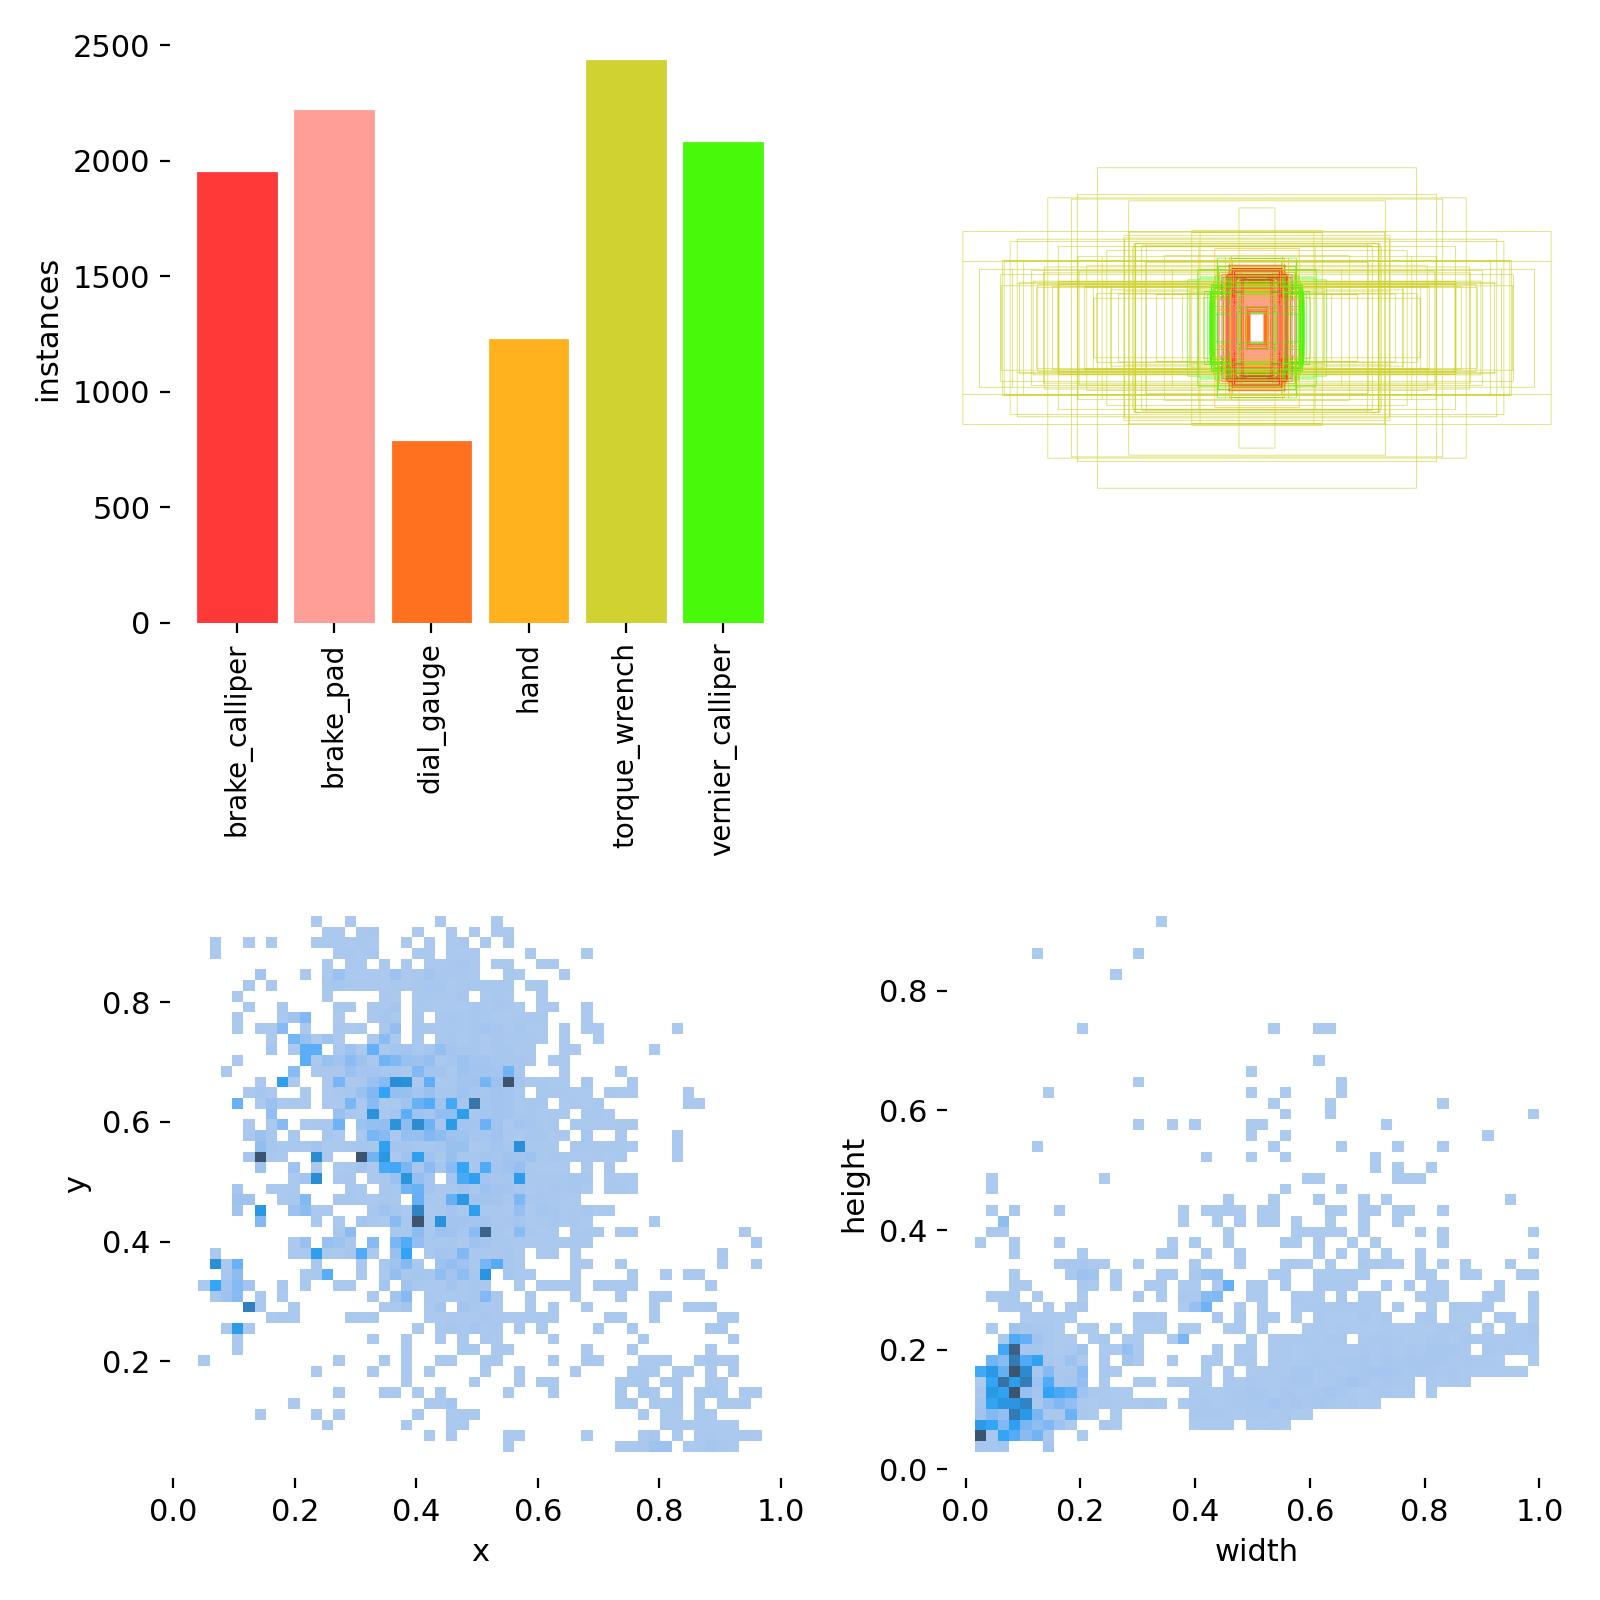 2500
2000
1500
1000
500
0
instances
brake_calliper
brake_pad
dial_gauge
hand
torque_wrench
vernier_calliper
0.8
0.6
0.4
0.2
y
0.0 0.2 0.4 0.6 0.8 1.0
x
0.8
0.6
0.4
0.2
0.0
height
0.0 0.2 0.4 0.6 0.8 1.0
width